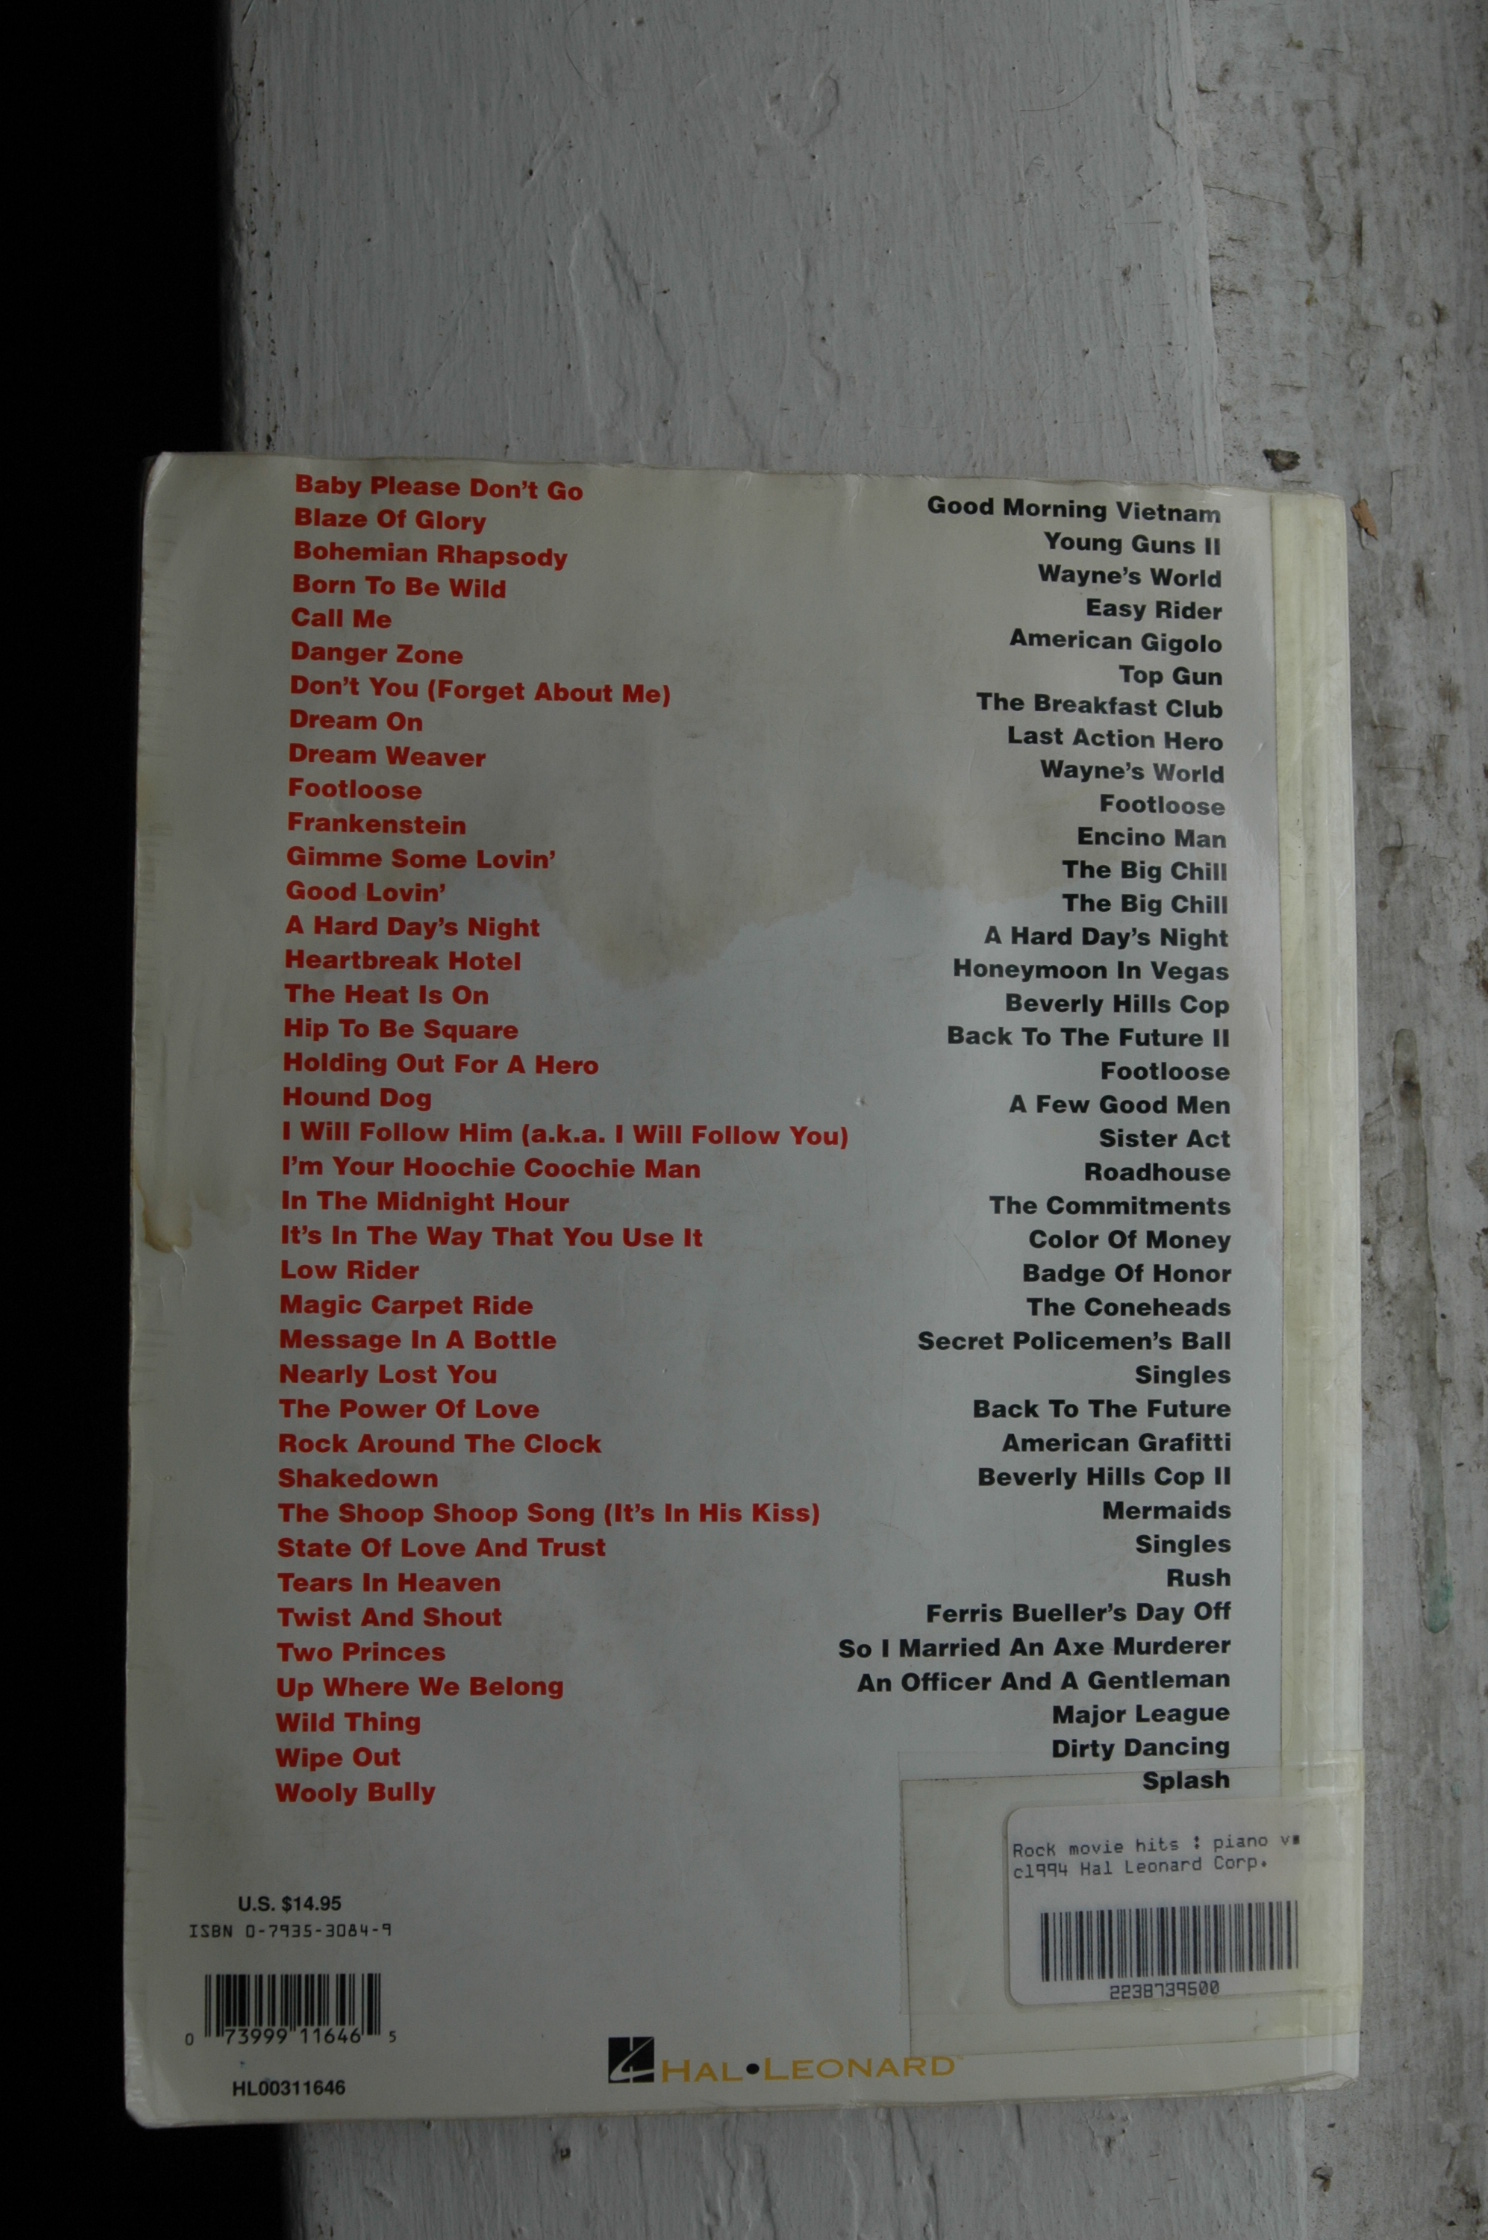 Baby Please Don't Go Good Morning Vietnam
Blaze Of Glory Young Guns II
Bohemian Rhapsody Wayne's World
Born To Be Wild Easy Rider
Call Me American Gigolo
Danger Zone Top Gun
Don't You (Forget About Me) The Breakfast Club
Dream On Last Action Hero
Dream Weaver Wayne's World
Footloose Footloose
Frankenstein Encino Man
Gimme Some Lovin' The Big Chill
Good Lovin' The Big Chill
A Hard Day's Night A Hard Day's Night
Heartbreak Hotel Honeymoon In Vegas
The Heat Is On Beverly Hills Cop
Hip To Be Square Back To The Future II
Holding Out For A Hero Footloose
Hound Dog A Few Good Men
I Will Follow Him (a.k.a. I Will Follow You) Sister Act
I'm Your Hoochie Coochie Man Roadhouse
In The Midnight Hour The Commitments
It's In The Way That You Use It Color Of Money
Low Rider Badge Of Honor
Magic Carpet Ride The Coneheads
Message In A Bottle Secret Policemen's Ball
Nearly Lost You Singles
The Power Of Love Back To The Future
Rock Around The Clock American Grafitti
Shakedown Beverly Hills Cop II
The Shoop Shoop Song (It's In His Kiss) Mermaids
State Of Love And Trust Singles
Tears In Heaven Rush
Twist And Shout Ferris Bueller's Day Off
Two Princes So I Married An Axe Murderer
Up Where We Belong An Officer And A Gentleman
Wild Thing Major League
Wipe Out Dirty Dancing
Wooly Bully Splash
Rock movie hits : piano v
c1994 Hal Leonard Corp.
2238739500
U.S. $14.95
ISBN 0-7935-3084-9
0 73999 11646 5
HL00311646
HAL•LEONARD